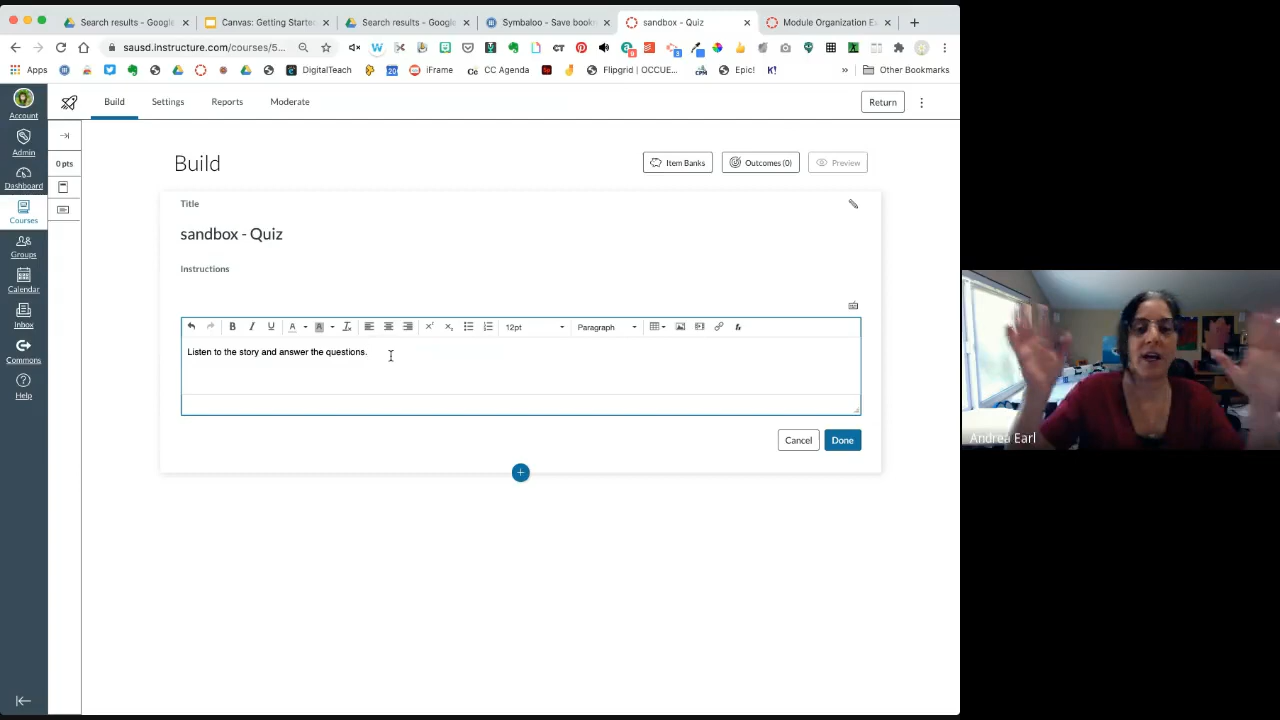 Search results - Google
Canvas: Getting Starte
Search results - Google
Symbaloo - Save book
sandbox - Quiz
Module Organization E
sausd.instructure.com/courses/5...
Apps
DigitalTeach
iFrame
CC Agenda
Flipgrid | OCCUE...
Epic!
Other Bookmarks
Account
Admin
Dashboard
Courses
Groups
Calendar
Inbox
Commons
Help
Build
Settings
Reports
Moderate
Return
0 pts
Build
Item Banks
Outcomes (0)
Preview
Title
sandbox - Quiz
Instructions
12pt
Paragraph
Listen to the story and answer the questions.
Cancel
Done
Andrea Earl